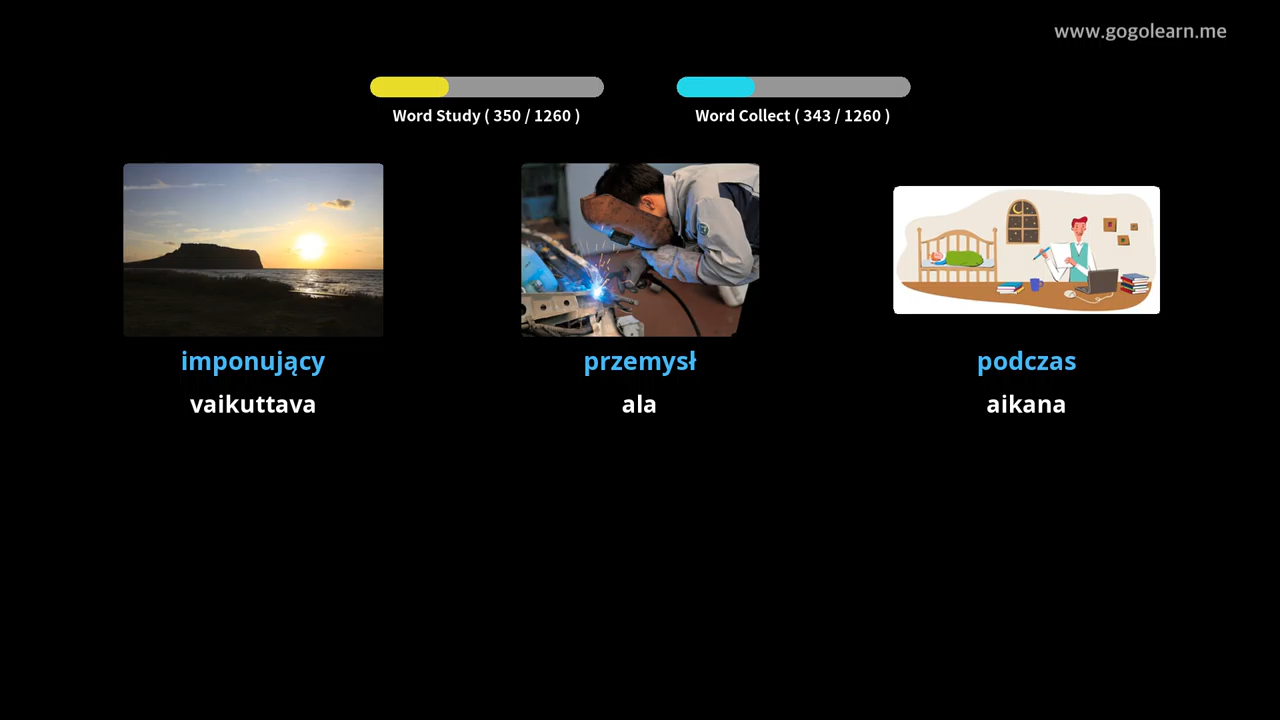 www.gogolearn.me
Word Study ( 350 / 1260 )
Word Collect ( 343 / 1260 )
imponujący
przemysł
podczas
vaikuttava
ala
aikana